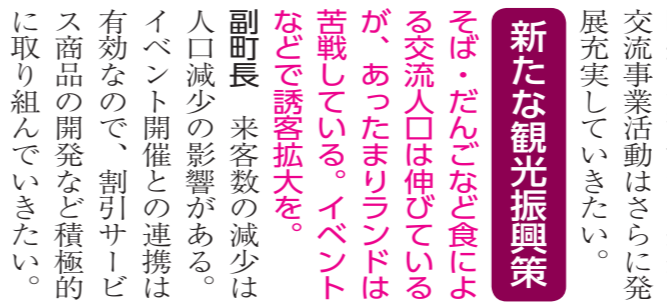 交流事業活動はさらに発
展充実していきたい。
新たな観光振興策
そば・だんごなど食によ
る交流人口は伸びている
が、あったまりランドは
苦戦している。イベント
などで誘客拡大を。
副町長　来客数の減少は
人口減少の影響がある。
イベント開催との連携は
有効なので、割引サービ
ス商品の開発など積極的
に取り組んでいきたい。